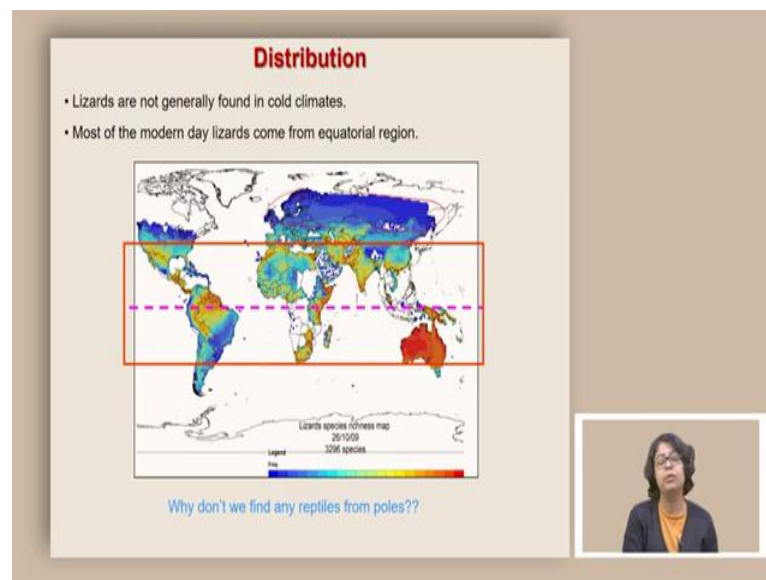 Distribution
• Lizards are not generally found in cold climates.
• Most of the modern day lizards come from equatorial region.
Lizards species richness map
26/10/09
3296 species
Legend
Freq
Why don't we find any reptiles from poles??